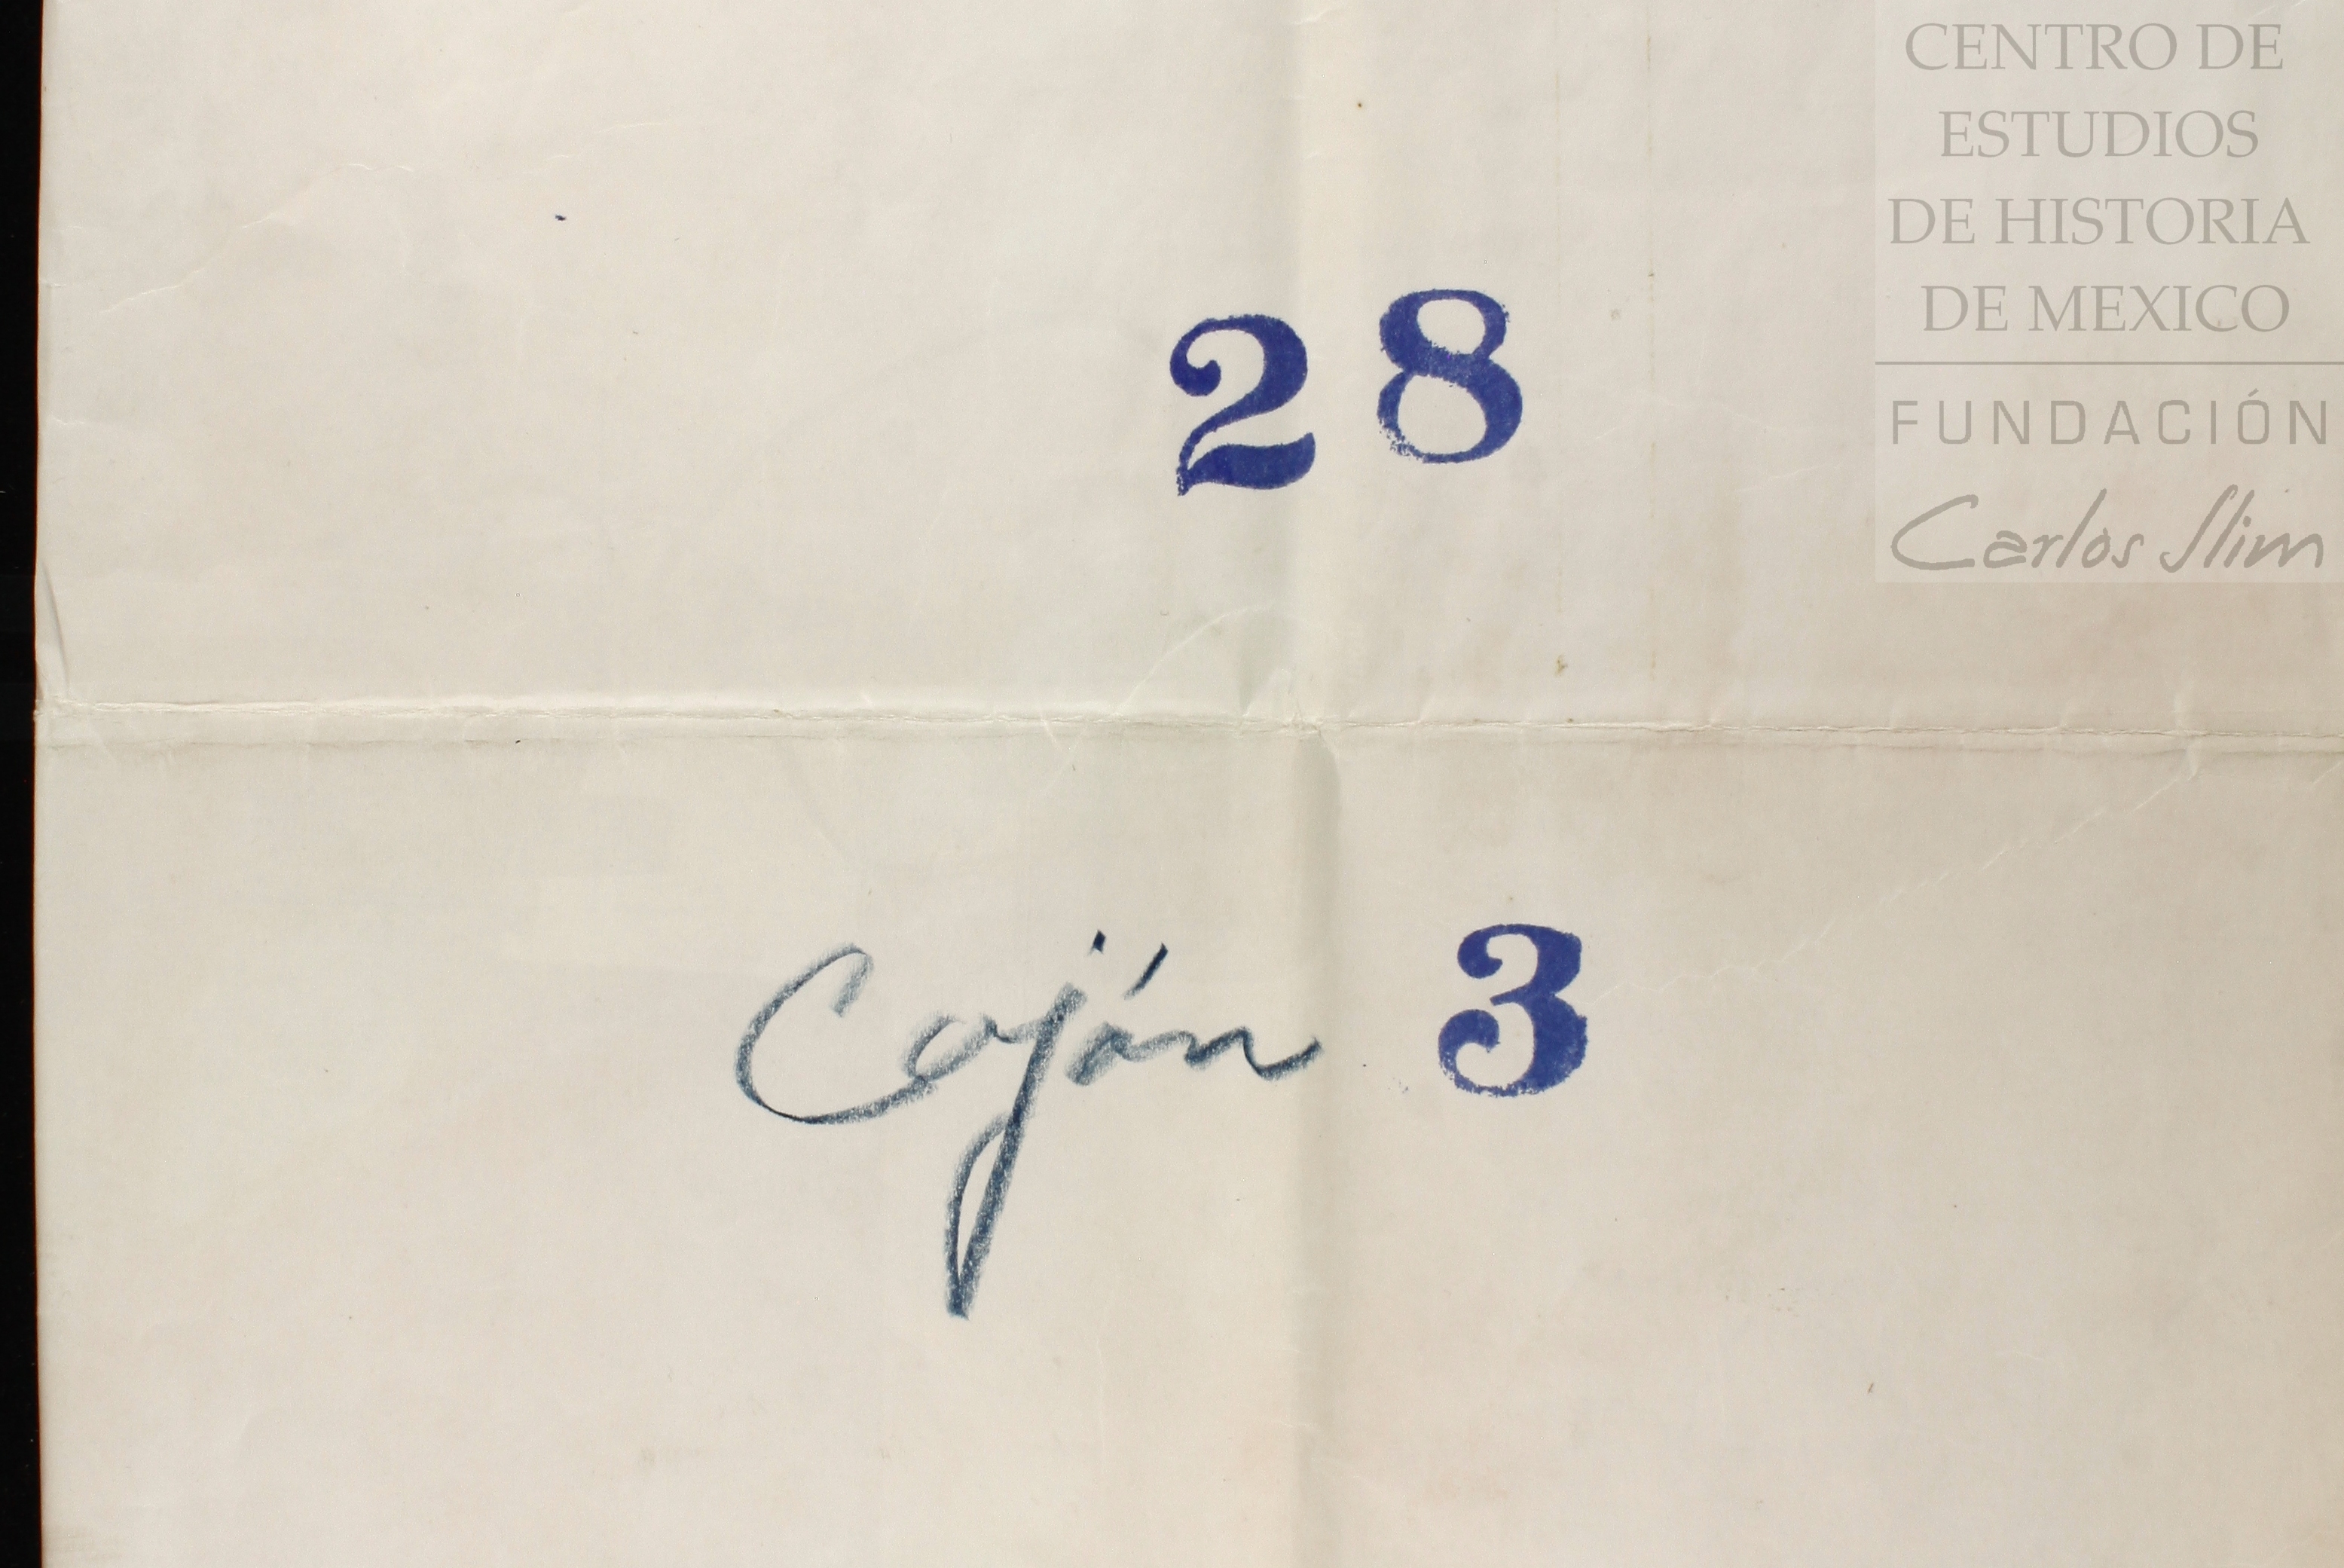 CENTRO DE
ESTUDIOS
DE HISTORIA
DE MEXICO
FUNDACIÓN
Carlos Slim
28
Cajón 3